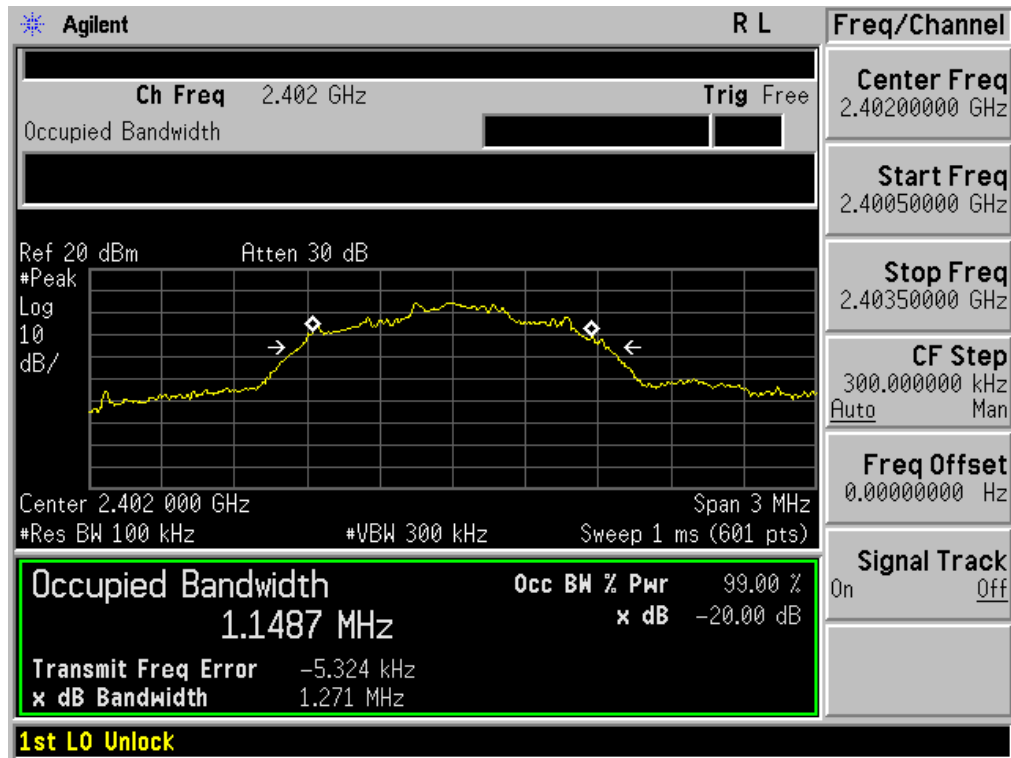 Agilent R L Freq/Channel
Ch Freq 2.402 GHz Trig Free
Occupied Bandwidth
Center Freq
2.40200000 GHz
Start Freq
2.40050000 GHz
Stop Freq
2.40350000 GHz
CF Step
300.000000 kHz
Auto Man
Freq Offset
0.00000000 Hz
Signal Track
On Off
Ref 20 dBm Atten 30 dB
#Peak
Log
10
dB/
Center 2.402 000 GHz Span 3 MHz
#Res BW 100 kHz #VBW 300 kHz Sweep 1 ms (601 pts)
Occupied Bandwidth Occ BW % Pwr 99.00 %
1.1487 MHz x dB -20.00 dB
Transmit Freq Error -5.324 kHz
x dB Bandwidth 1.271 MHz
1st LO Unlock